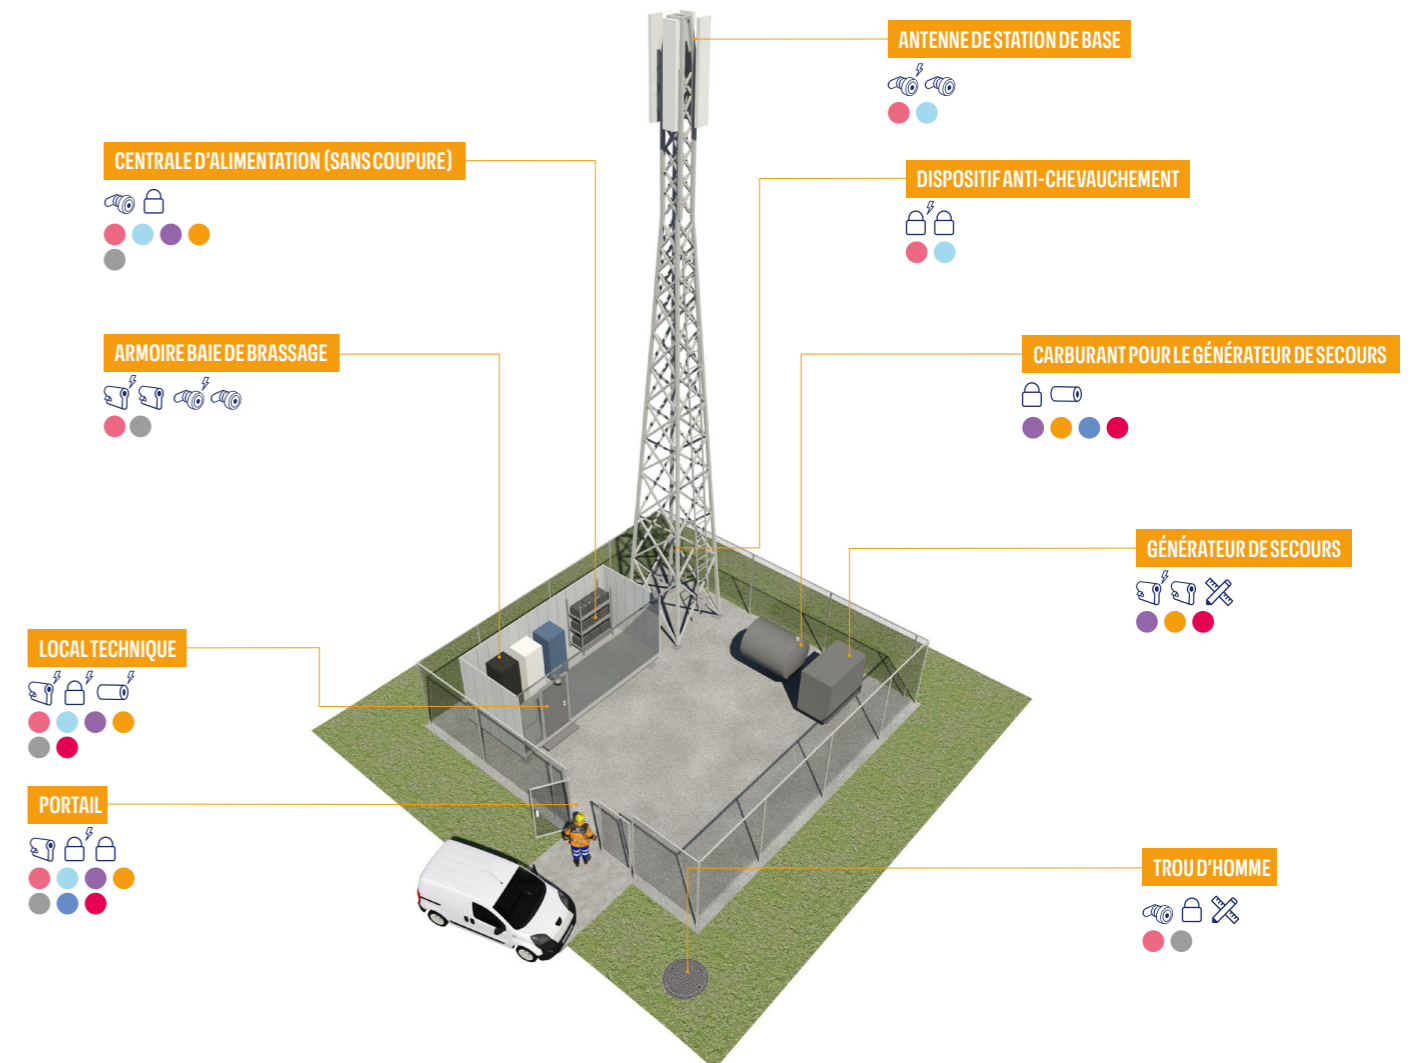 ANTENNE DE STATION DE BASE
CENTRALE D'ALIMENTATION (SANS COUPURE)
DISPOSITIF ANTI-CHEVAUCHEMENT
ARMOIRE BAIE DE BRASSAGE
CARBURANT POUR LE GÉNÉRATEUR DE SECOURS
GÉNÉRATEUR DE SECOURS
LOCAL TECHNIQUE
PORTAIL
TROU D'HOMME